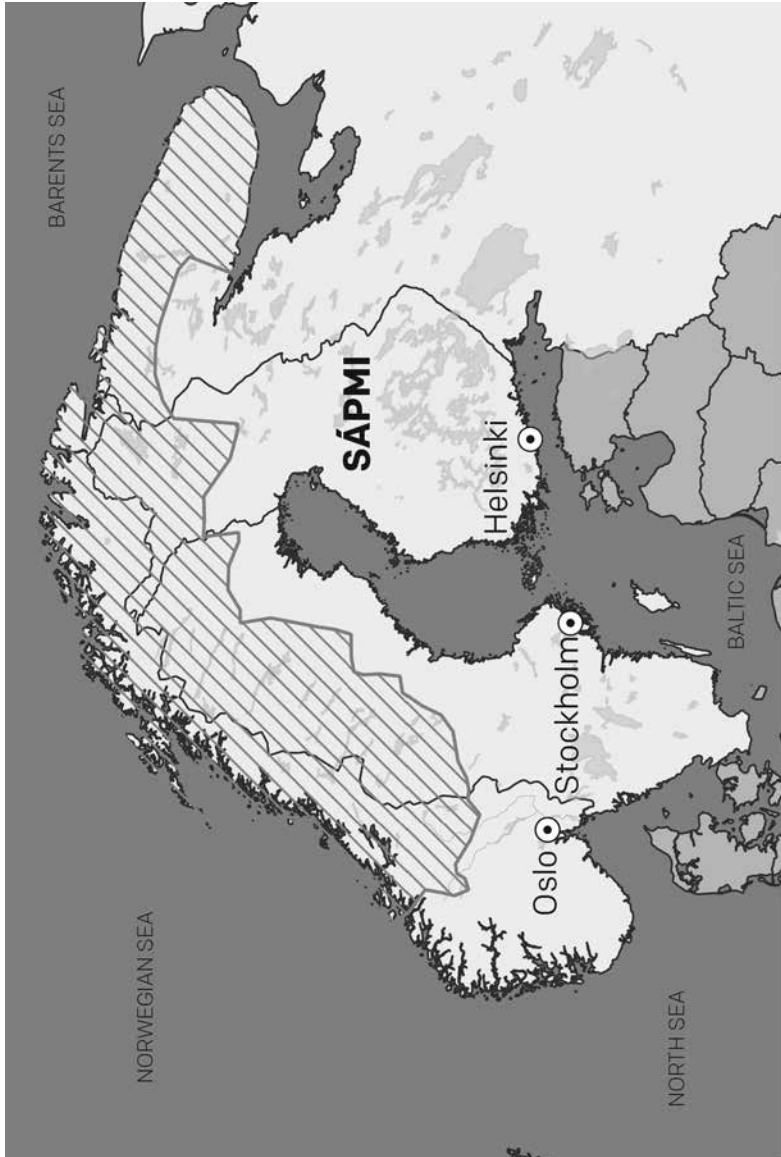 BARENTS SEA
NORWEGIAN SEA
SÁPMI
Helsinki
Oslo
Stockholm
NORTH SEA
BALTIC SEA